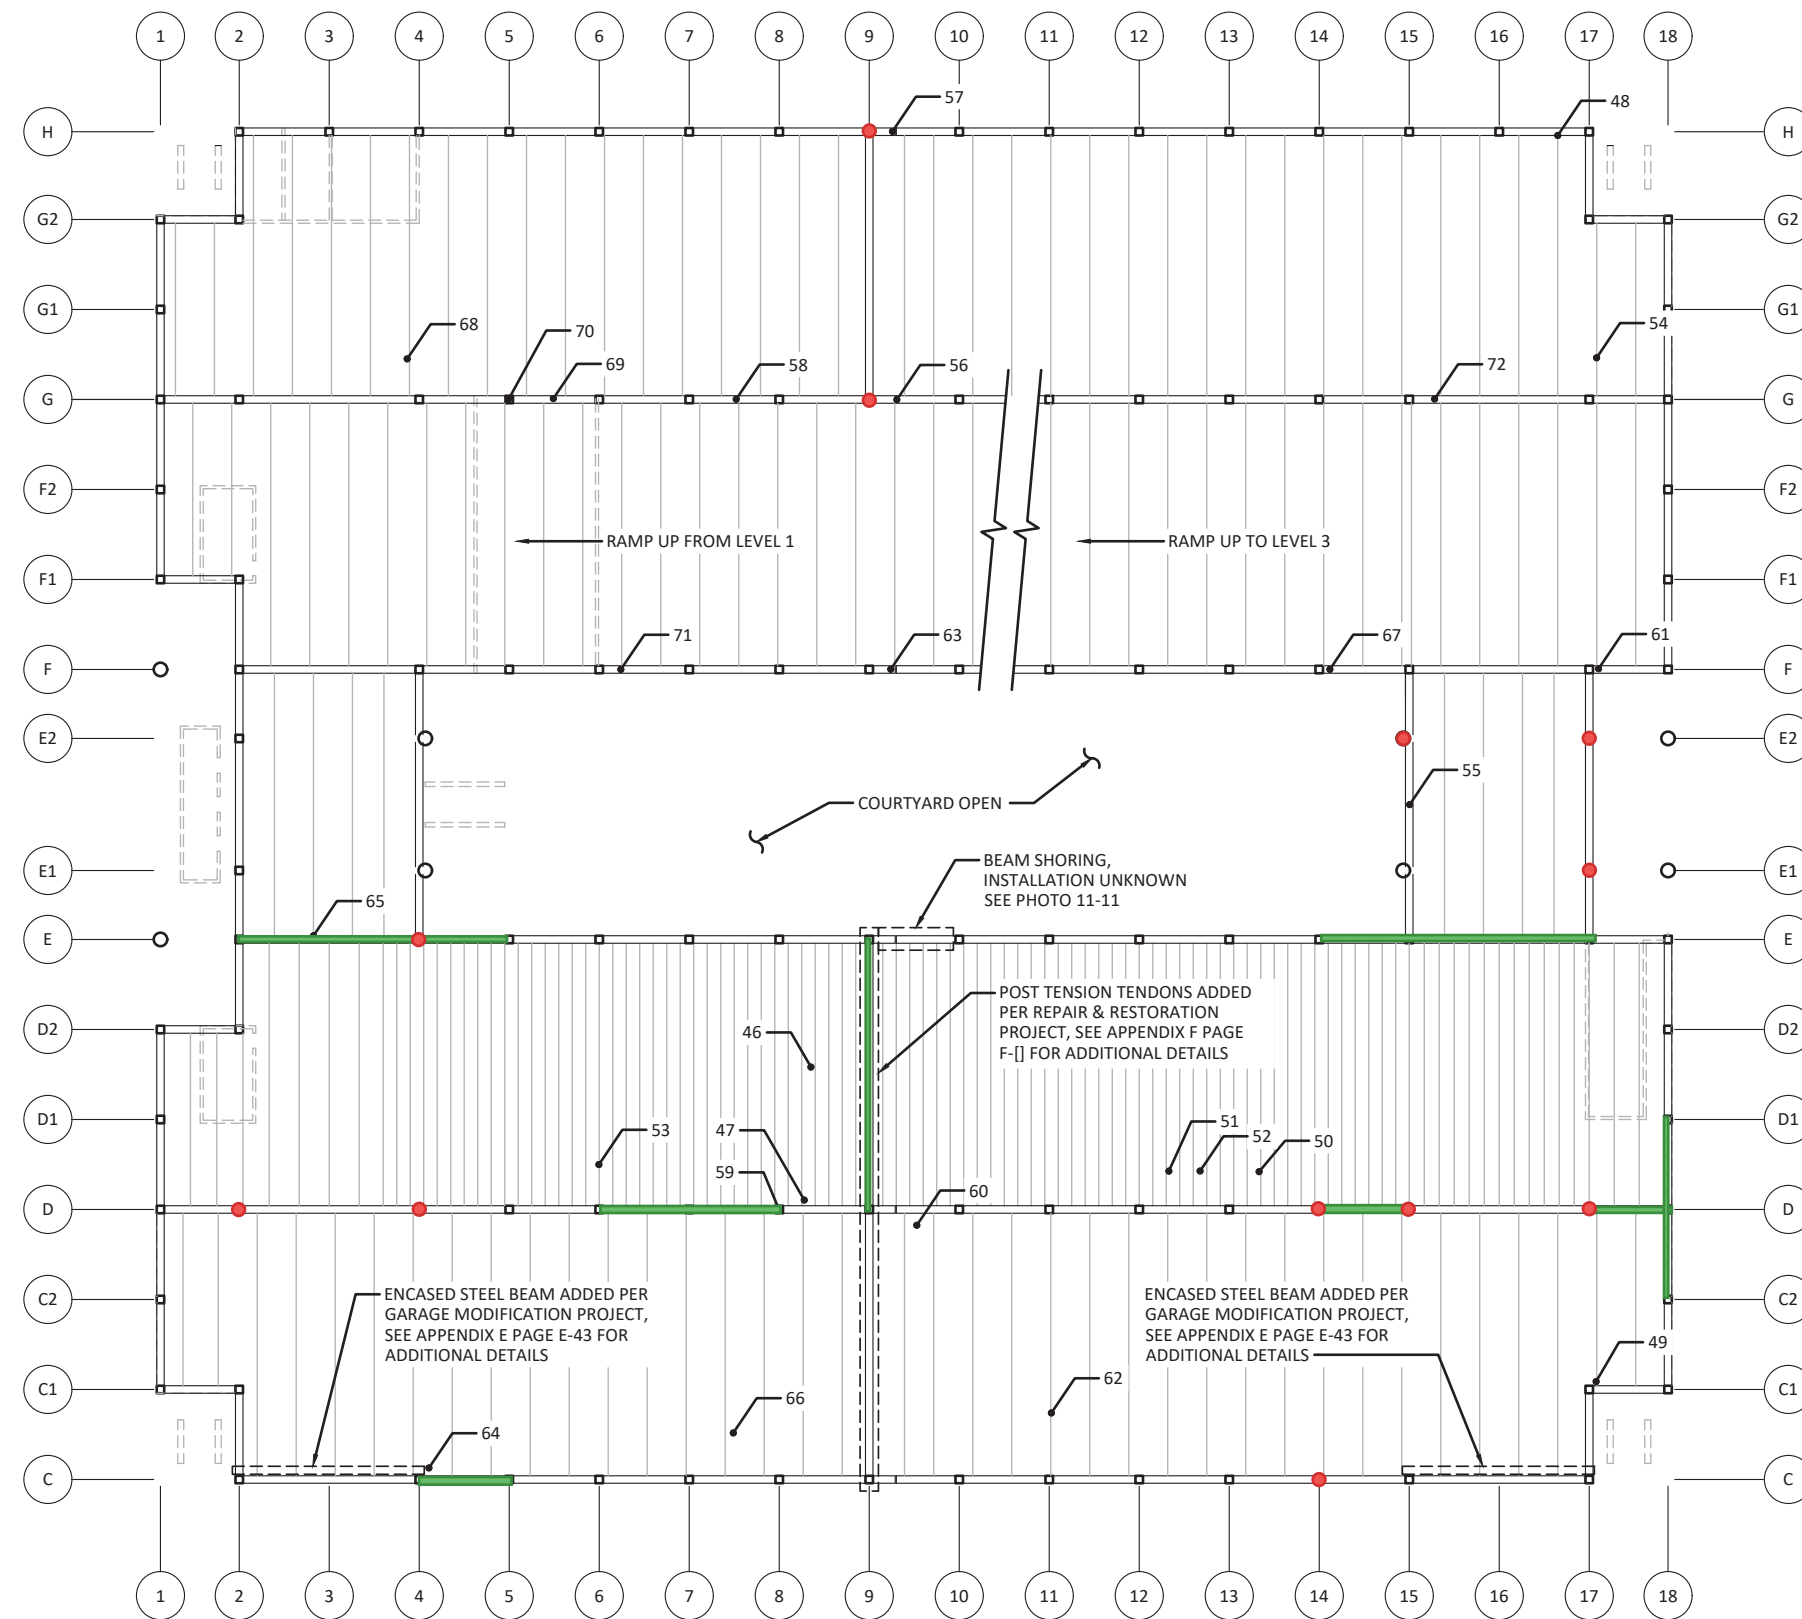 1 2 3 4 5 6 7 8 9 10 11 12 13 14 15 16 17 18
57
48
H H
G2 G2
G1 G1
54
68
70
69
58
56
72
G G
F2 F2
RAMP UP FROM LEVEL 1
RAMP UP TO LEVEL 3
F1 F1
71
63
67
61
F F
E2 E2
55
COURTYARD OPEN
BEAM SHORING,
INSTALLATION UNKNOWN
SEE PHOTO 11-11
E1 E1
65
E E
POST TENSION TENDONS ADDED
PER REPAIR & RESTORATION
PROJECT, SEE APPENDIX F PAGE
F-[] FOR ADDITIONAL DETAILS
46
D2 D2
D1 D1
53
47
59
51
52
50
60
D D
C2 C2
ENCASED STEEL BEAM ADDED PER
GARAGE MODIFICATION PROJECT,
SEE APPENDIX E PAGE E-43 FOR
ADDITIONAL DETAILS
ENCASED STEEL BEAM ADDED PER
GARAGE MODIFICATION PROJECT,
SEE APPENDIX E PAGE E-43 FOR
ADDITIONAL DETAILS
49
62
66
C1 C1
64
C C
1 2 3 4 5 6 7 8 9 10 11 12 13 14 15 16 17 18